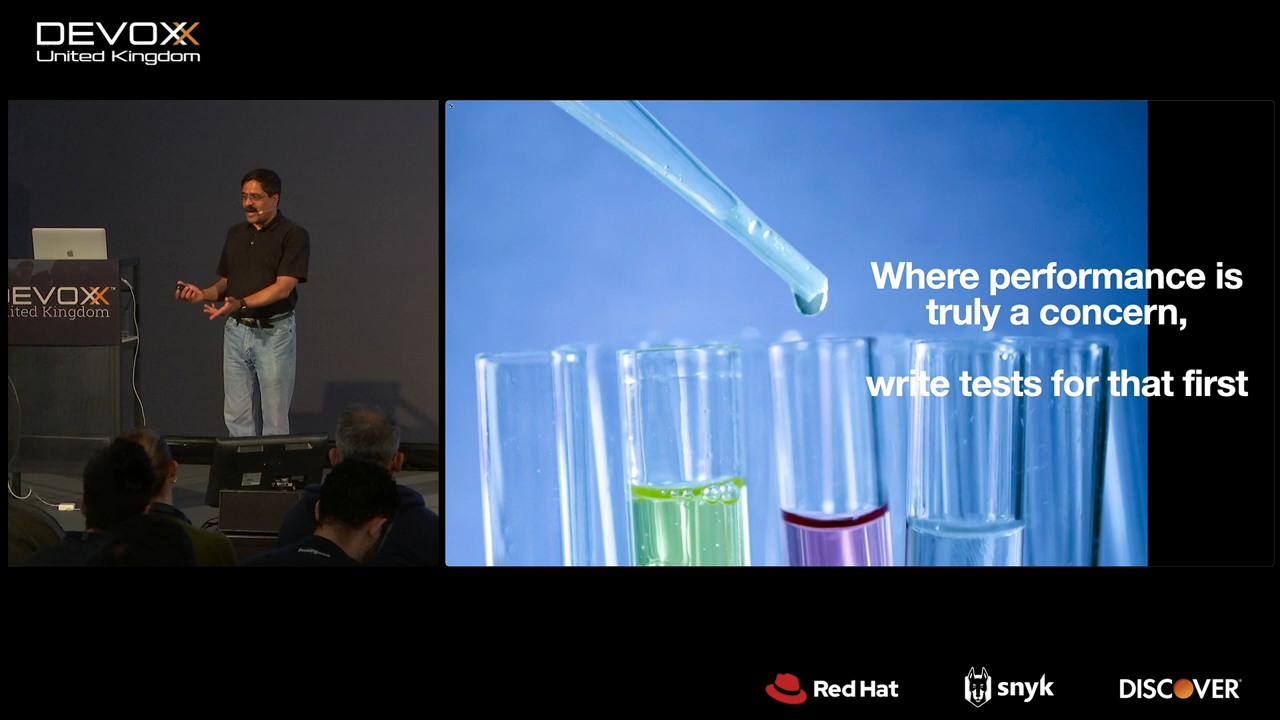 DEVOXX
United Kingdom
DEVOXX
United Kingdom
Where performance is
truly a concern,
write tests for that first
Red Hat
snyk
DISCOVER